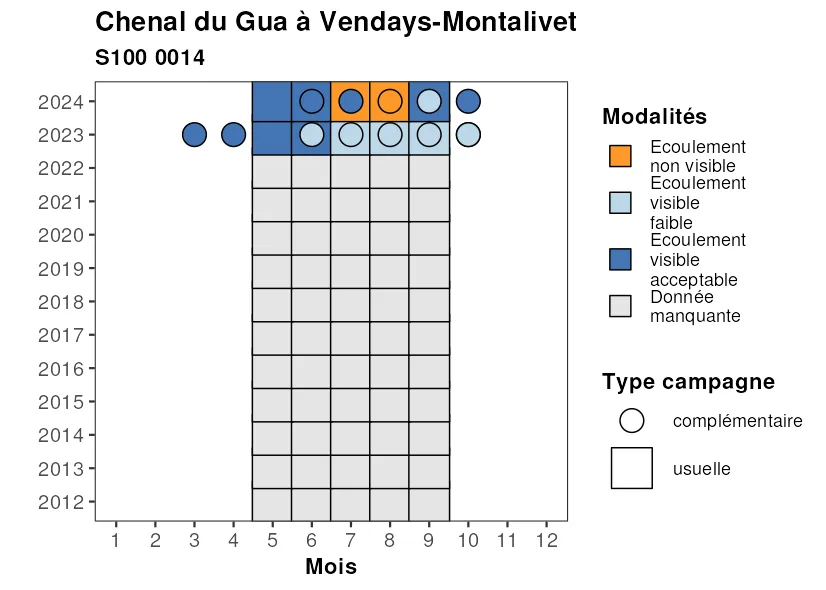 Chenal du Gua à Vendays-Montalivet
S100 0014
2024
2023
2022
2021
2020
2019
2018
2017
2016
2015
2014
2013
2012
1 2 3 4 5 6 7 8 9 10 11 12
Mois
Modalités
Ecoulement
non visible
Ecoulement
visible
faible
Ecoulement
visible
acceptable
Donnée
manquante
Type campagne
complémentaire
usuelle